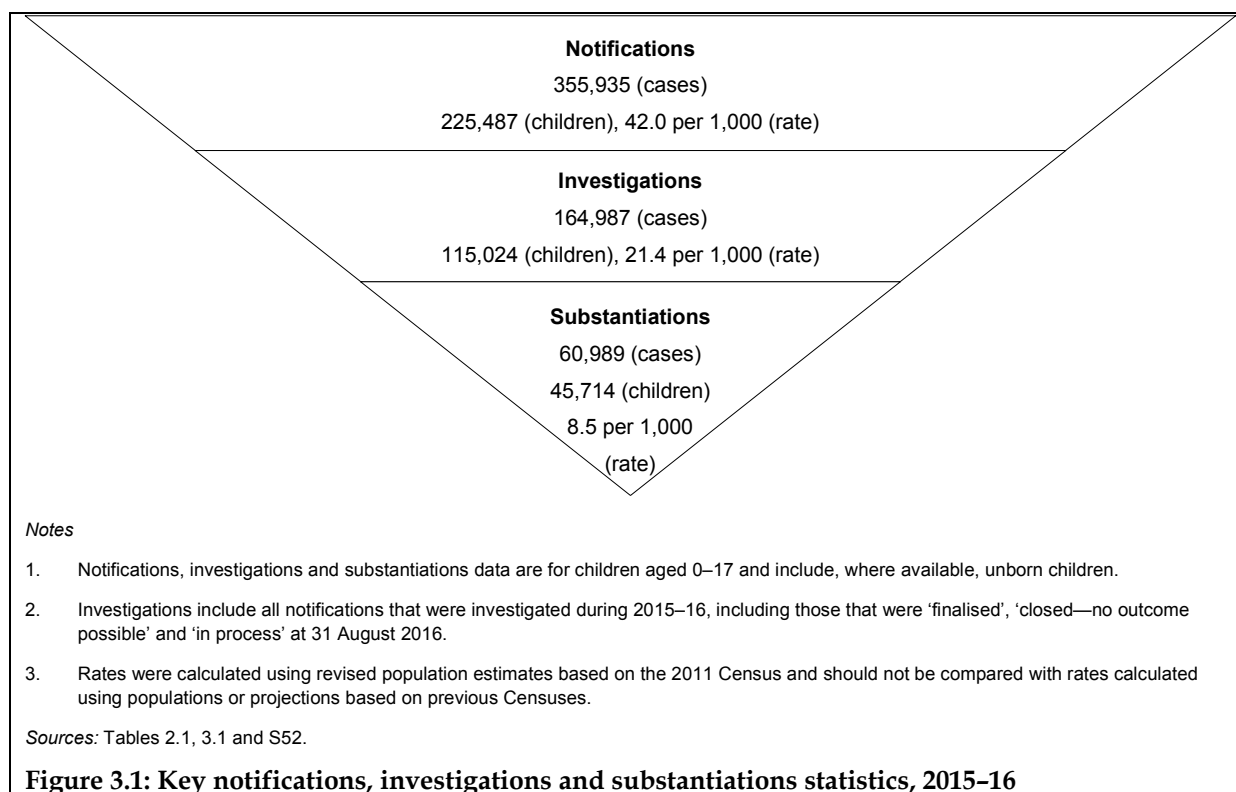 Notifications
355,935 (cases)
225,487 (children), 42.0 per 1,000 (rate)
Investigations
164,987 (cases)
115,024 (children), 21.4 per 1,000 (rate)
Substantiations
60,989 (cases)
45,714 (children)
8.5 per 1,000
(rate)
Notes
1. Notifications, investigations and substantiations data are for children aged 0–17 and include, where available, unborn children.
2. Investigations include all notifications that were investigated during 2015–16, including those that were ‘finalised’, ‘closed—no outcome
possible’ and ‘in process’ at 31 August 2016.
3. Rates were calculated using revised population estimates based on the 2011 Census and should not be compared with rates calculated
using populations or projections based on previous Censuses.
Sources: Tables 2.1, 3.1 and S52.
Figure 3.1: Key notifications, investigations and substantiations statistics, 2015–16